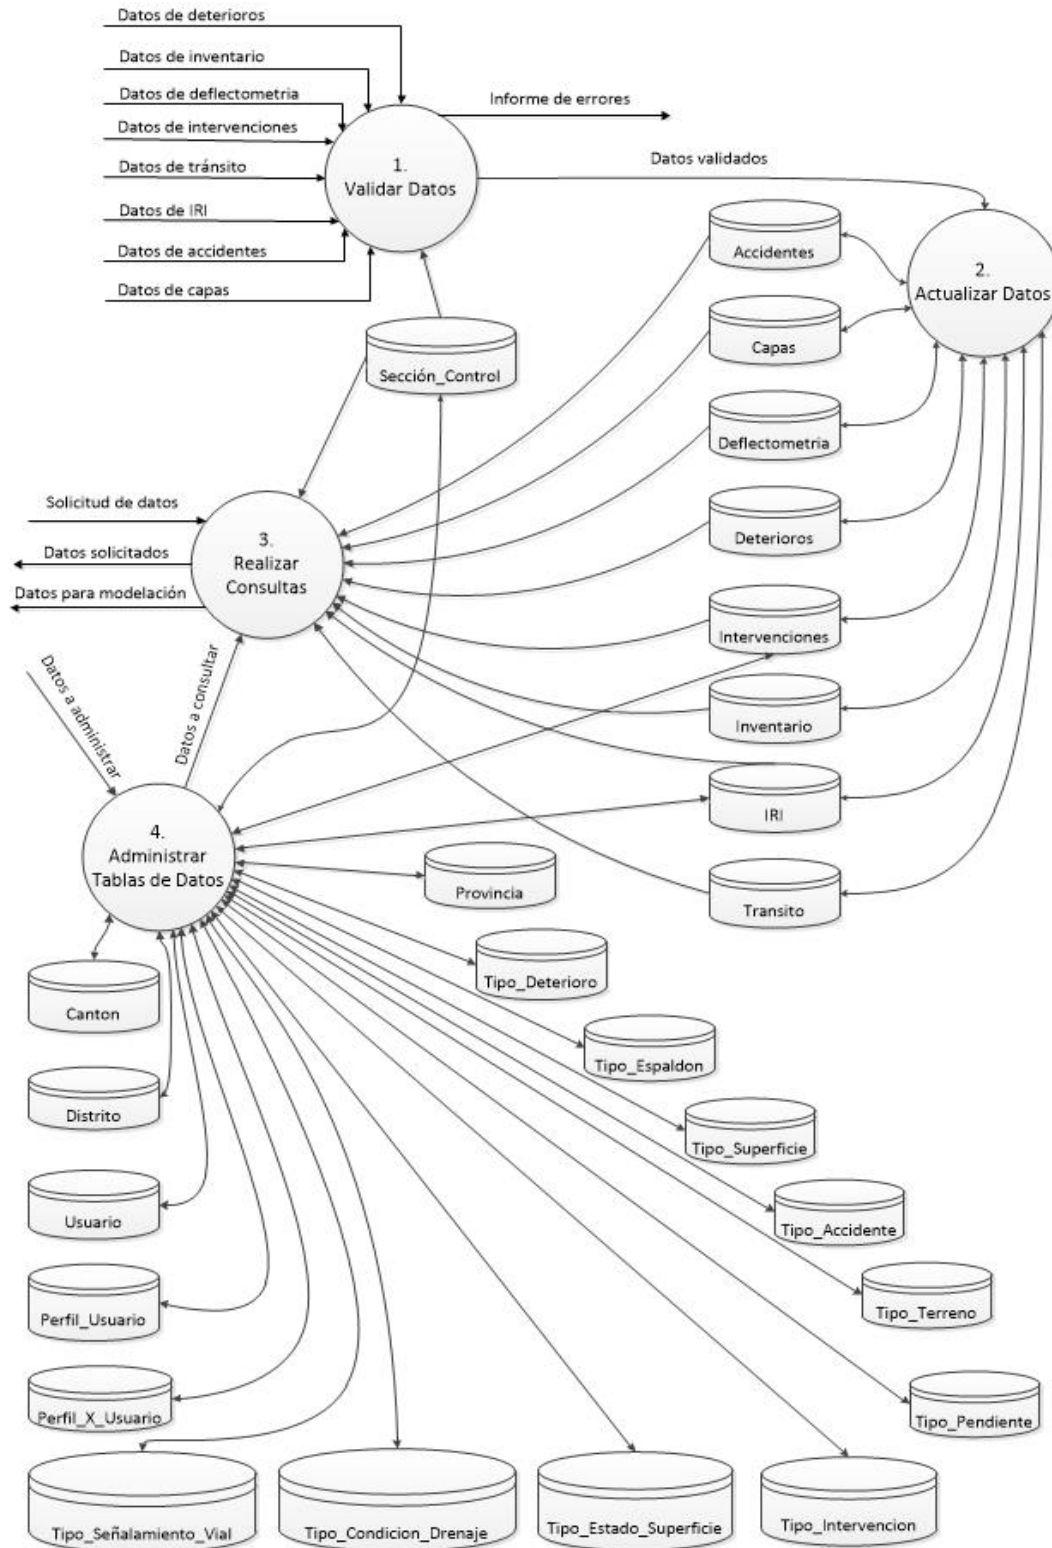 Datos de deterioros
Datos de inventario
Datos de deflectometria
Datos de intervenciones
Datos de tránsito
Datos de IRI
Datos de accidentes
Datos de capas
Informe de errores
1.
Validar Datos
Datos validados
2.
Actualizar Datos
Accidentes
Capas
Sección_Control
Deflectometria
Solicitud de datos
Datos solicitados
Datos para modelación
3.
Realizar
Consultas
Deterioros
Intervenciones
Datos a administrar
Datos a consultar
Inventario
IRI
4.
Administrar
Tablas de Datos
Provincia
Transito
Tipo_Deterioro
Canton
Tipo_Espaldon
Distrito
Tipo_Superficie
Usuario
Tipo_Accidente
Perfil_Usuario
Tipo_Terreno
Perfil_X_Usuario
Tipo_Pendiente
Tipo_Señalamiento_Vial
Tipo_Condicion_Drenaje
Tipo_Estado_Superficie
Tipo_Intervencion